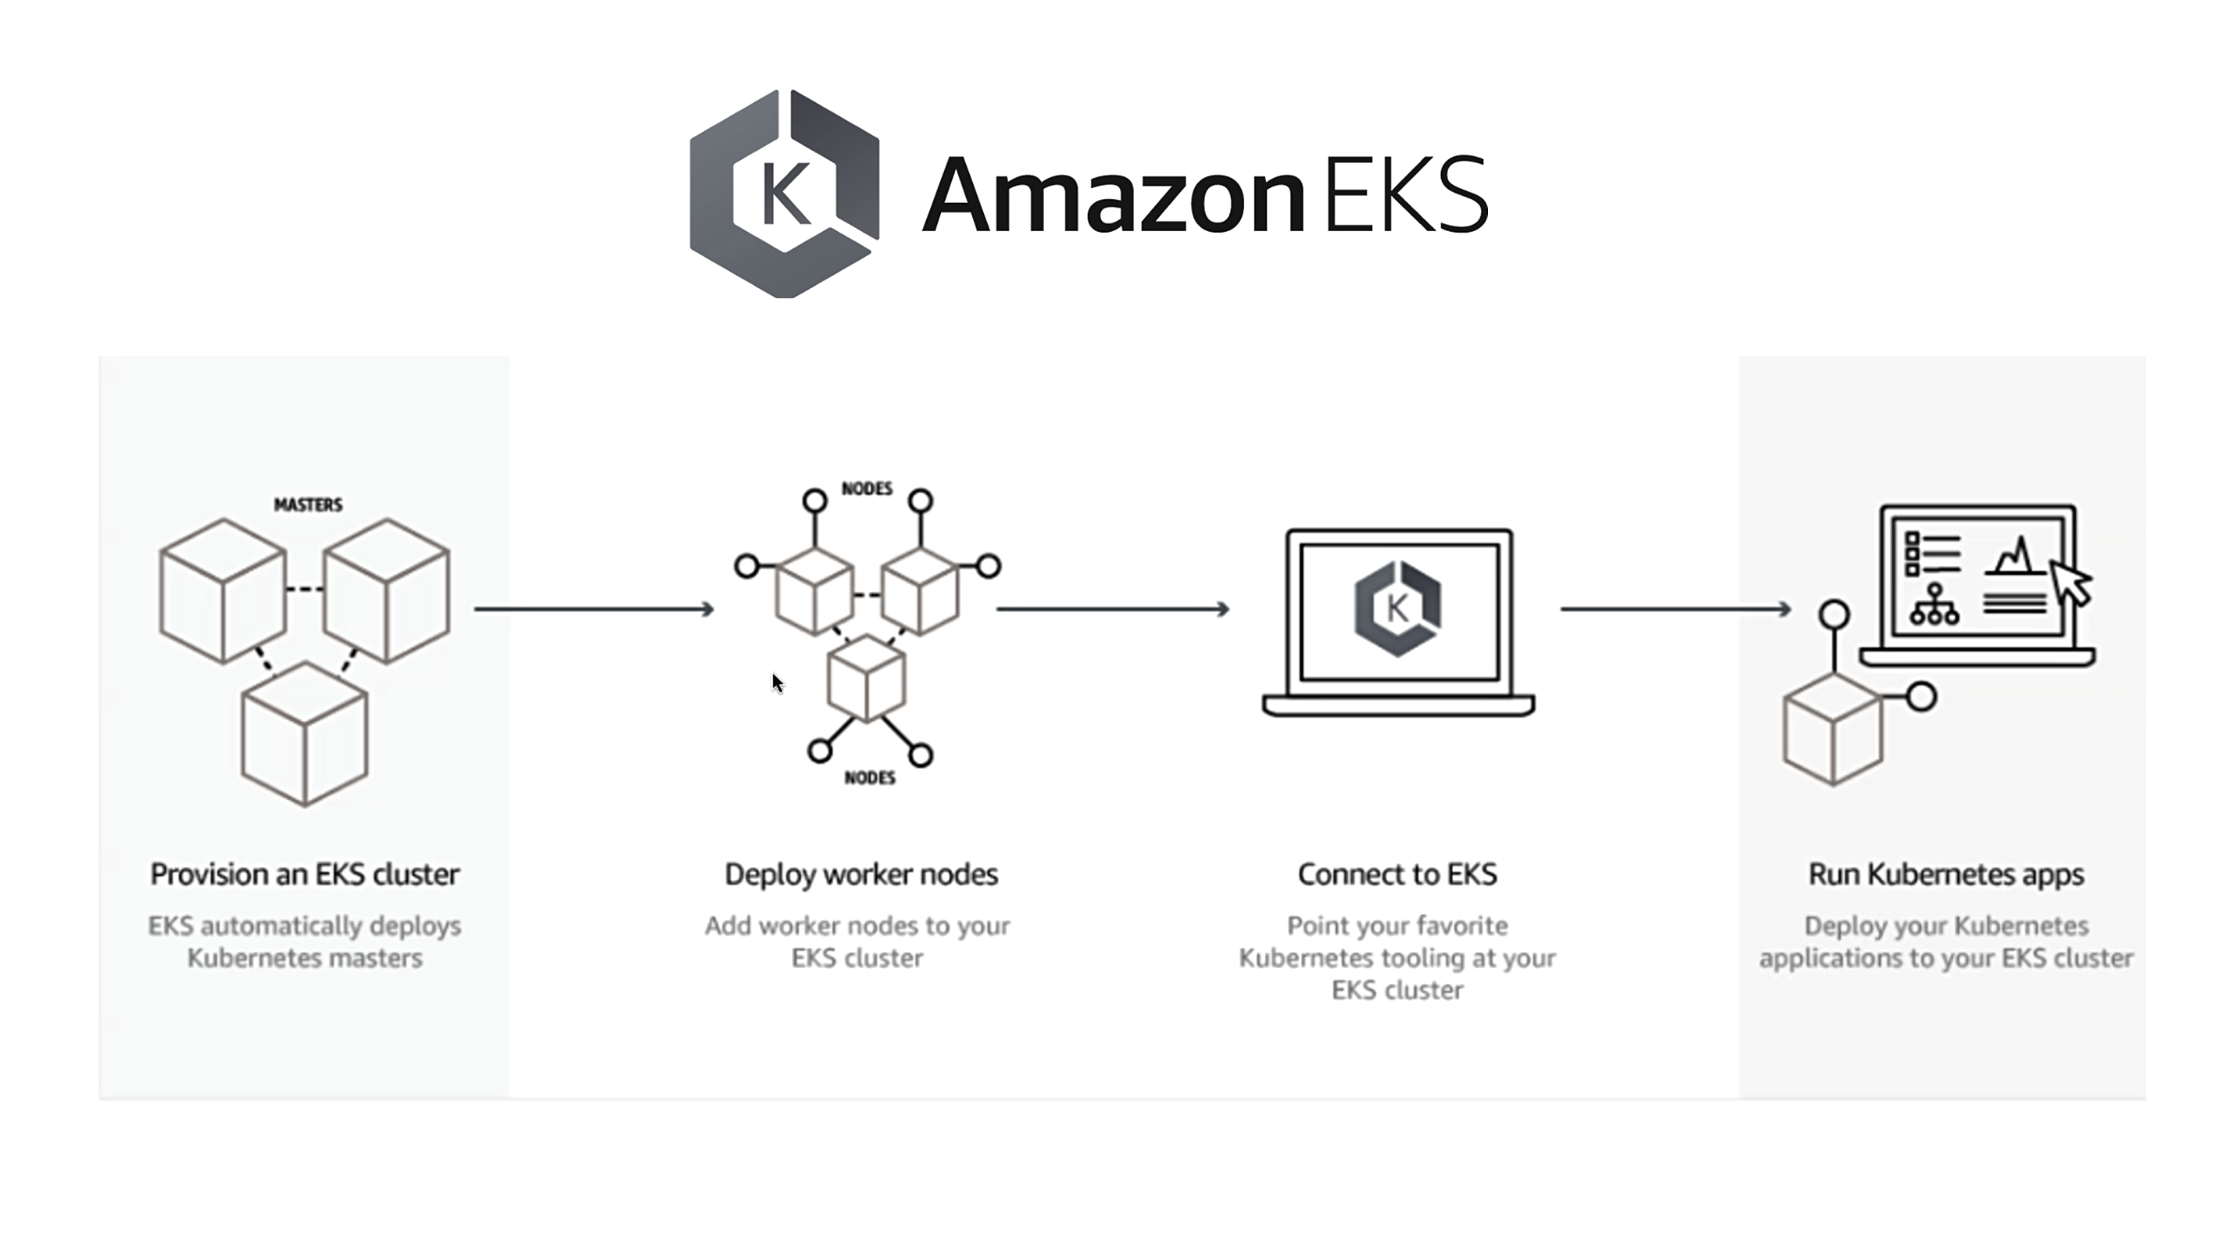 K
Amazon EKS
MASTERS
NODES
NODES
K
Provision an EKS cluster
EKS automatically deploys
Kubernetes masters
Deploy worker nodes
Add worker nodes to your
EKS cluster
Connect to EKS
Point your favorite
Kubernetes tooling at your
EKS cluster
Run Kubernetes apps
Deploy your Kubernetes
applications to your EKS cluster